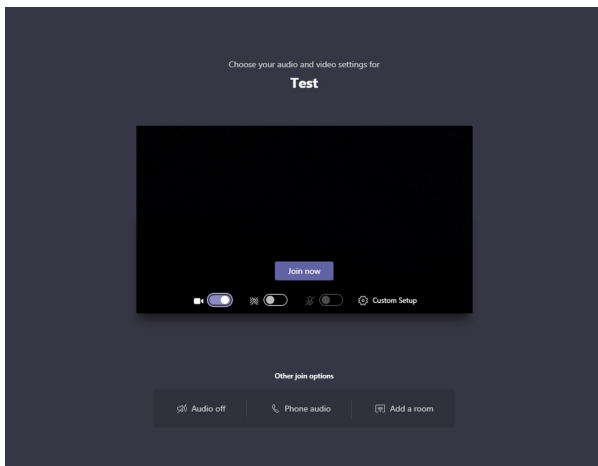 Choose your audio and video settings for
Test
Join now
Custom Setup
Other join options
Audio off
Phone audio
Add a room